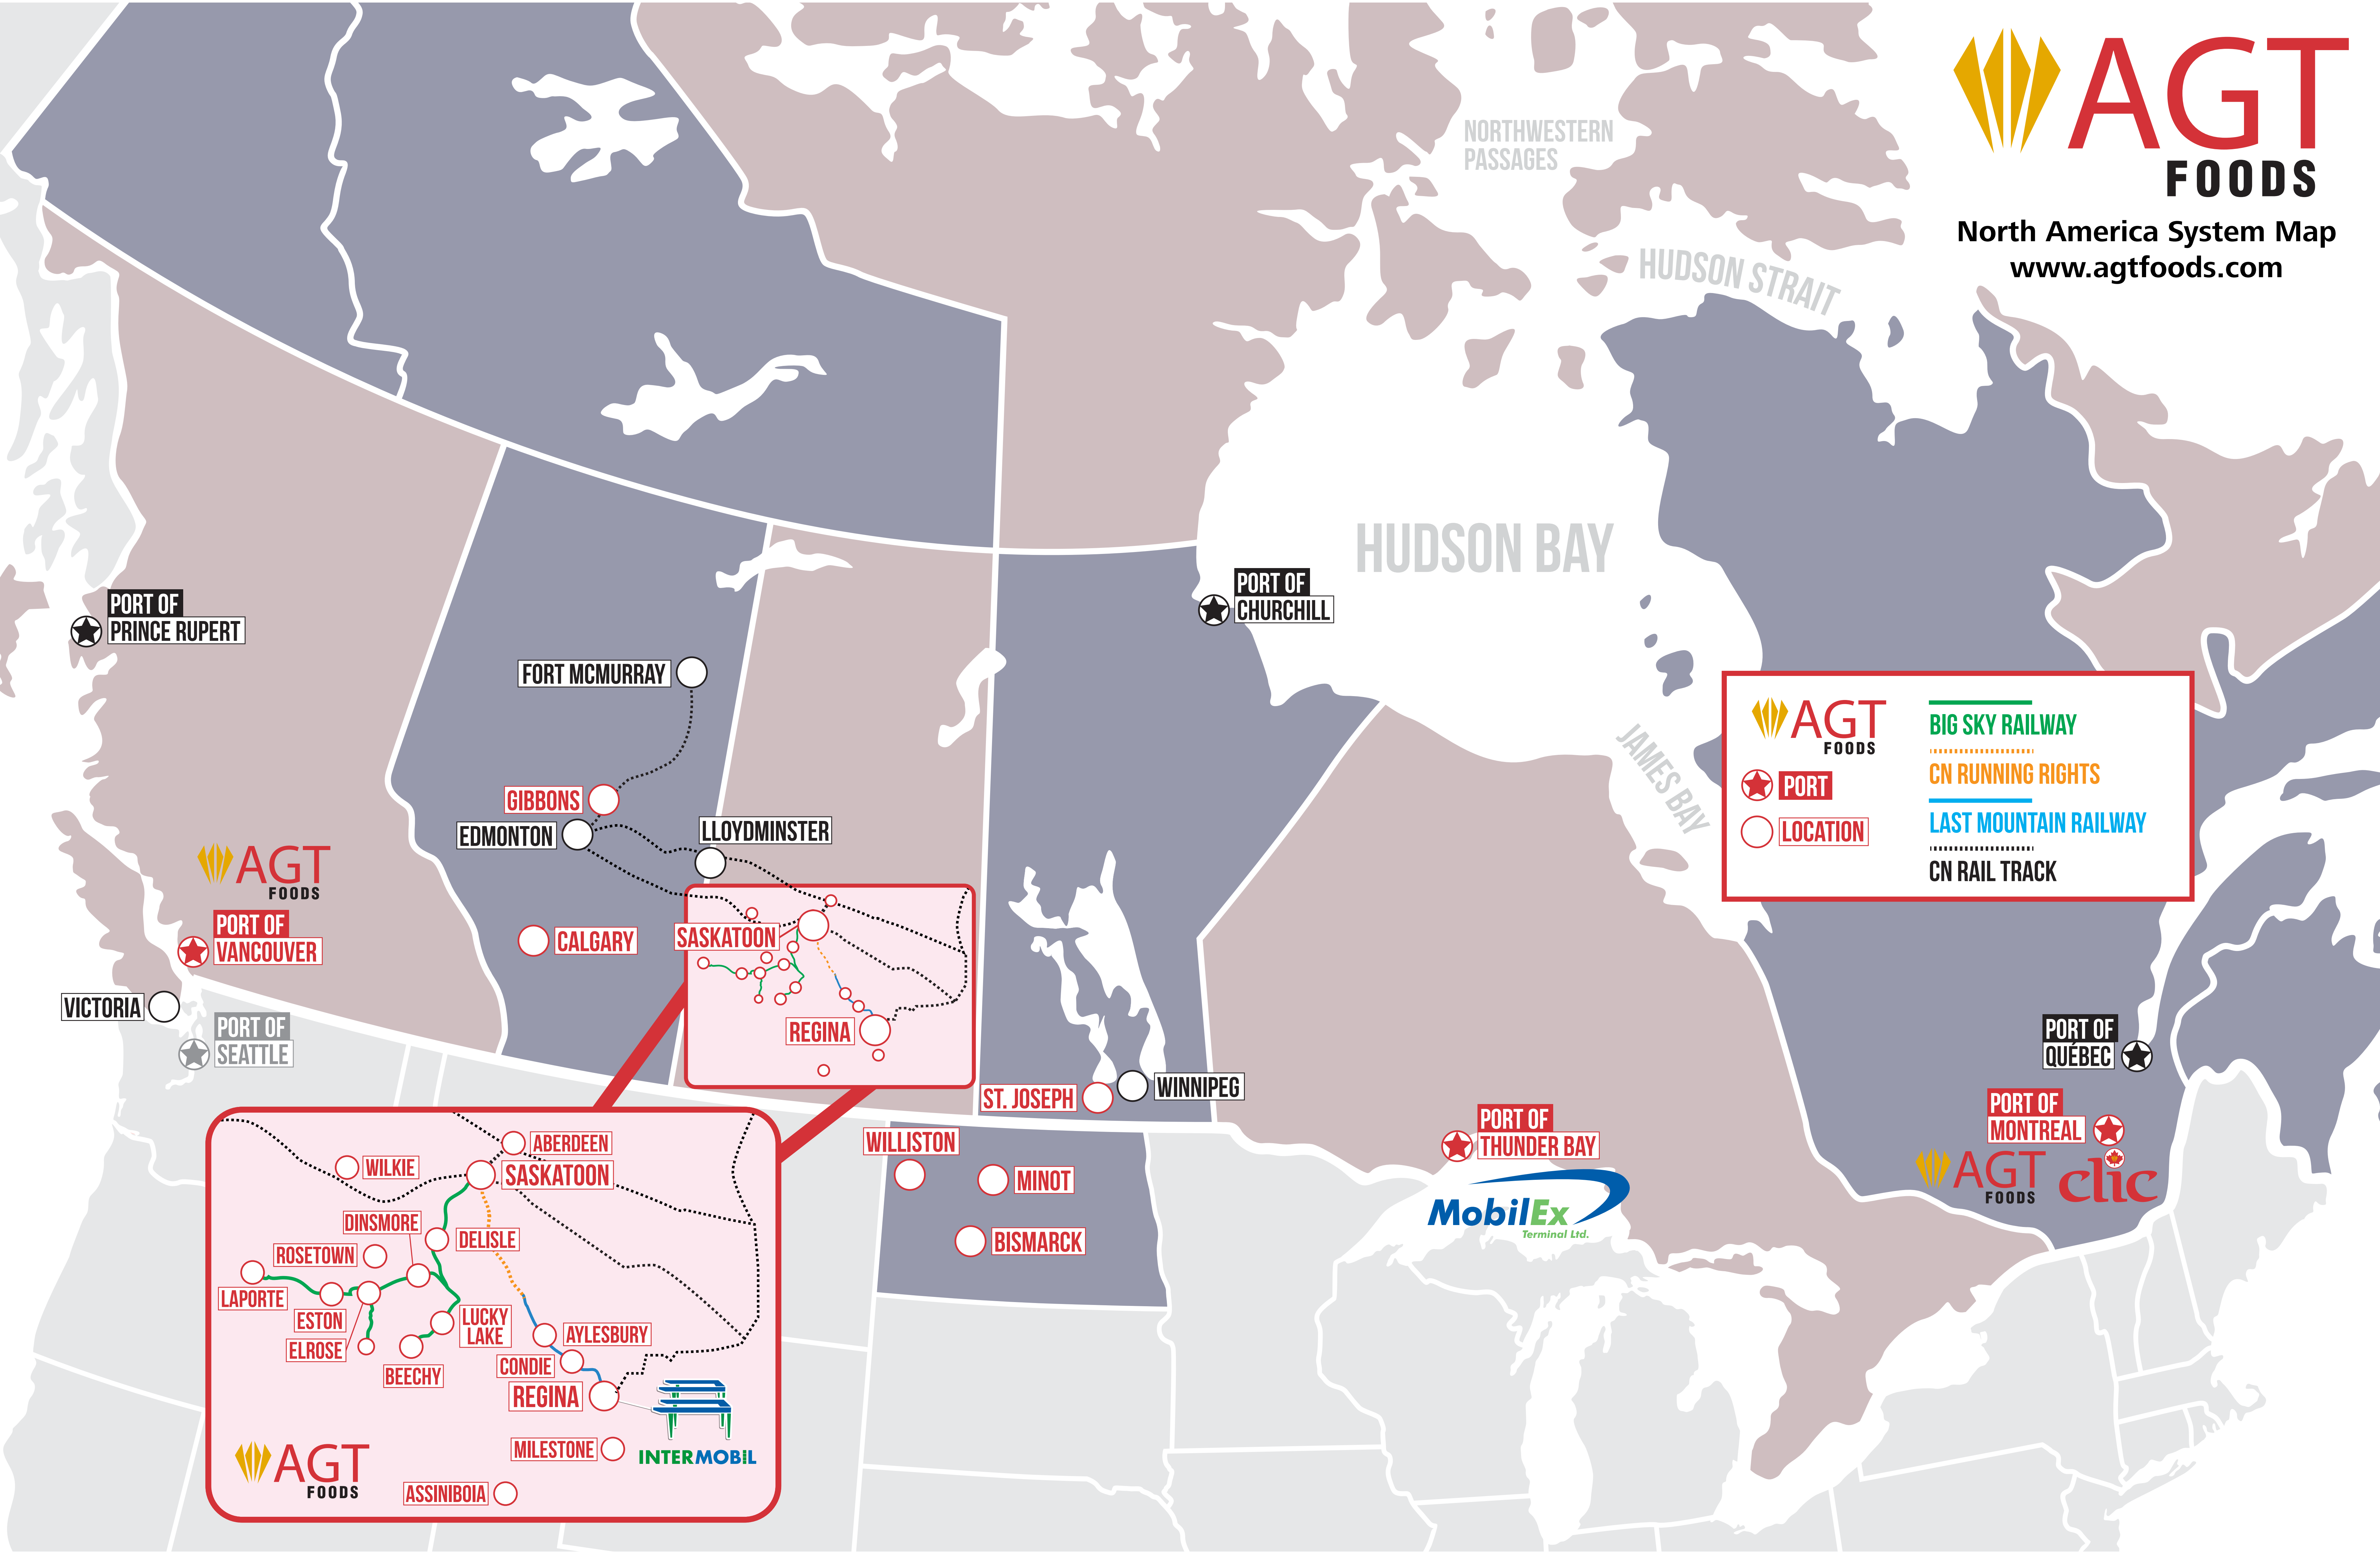 AGT
FOODS
North America System Map
www.agtfoods.com
NORTHWESTERN
PASSAGES
HUDSON STRAIT
HUDSON BAY
JAMES BAY
PORT OF
PRINCE RUPERT
PORT OF
CHURCHILL
FORT MCMURRAY
GIBBONS
EDMONTON
LLOYDMINSTER
AGT
FOODS
PORT OF
VANCOUVER
CALGARY
SASKATOON
REGINA
VICTORIA
PORT OF
SEATTLE
AGT
FOODS
PORT
LOCATION
BIG SKY RAILWAY
CN RUNNING RIGHTS
LAST MOUNTAIN RAILWAY
CN RAIL TRACK
ST. JOSEPH
WINNIPEG
WILLISTON
MINOT
BISMARCK
PORT OF
THUNDER BAY
MobilEx
Terminal Ltd.
PORT OF
QUÉBEC
PORT OF
MONTREAL
AGT
FOODS
clic
ABERDEEN
WILKIE
SASKATOON
DINSMORE
DELISLE
ROSETOWN
LAPORTE
ESTON
ELROSE
LUCKY
LAKE
BEECHY
AYLESBURY
CONDIE
REGINA
INTERMOBIL
MILESTONE
ASSINIBOIA
AGT
FOODS